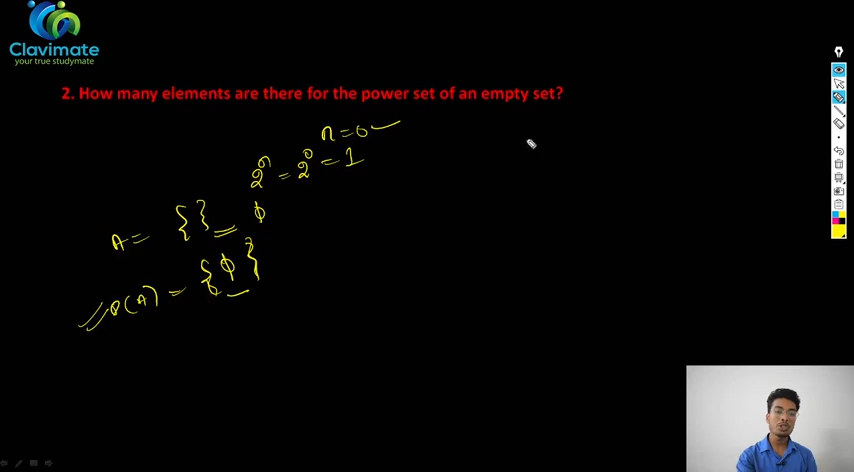 Clavimate
your true studymate
2. How many elements are there for the power set of an empty set?
n = 0
2ⁿ = 2⁰ = 1
A = { } ϕ
P(A) = { ϕ }